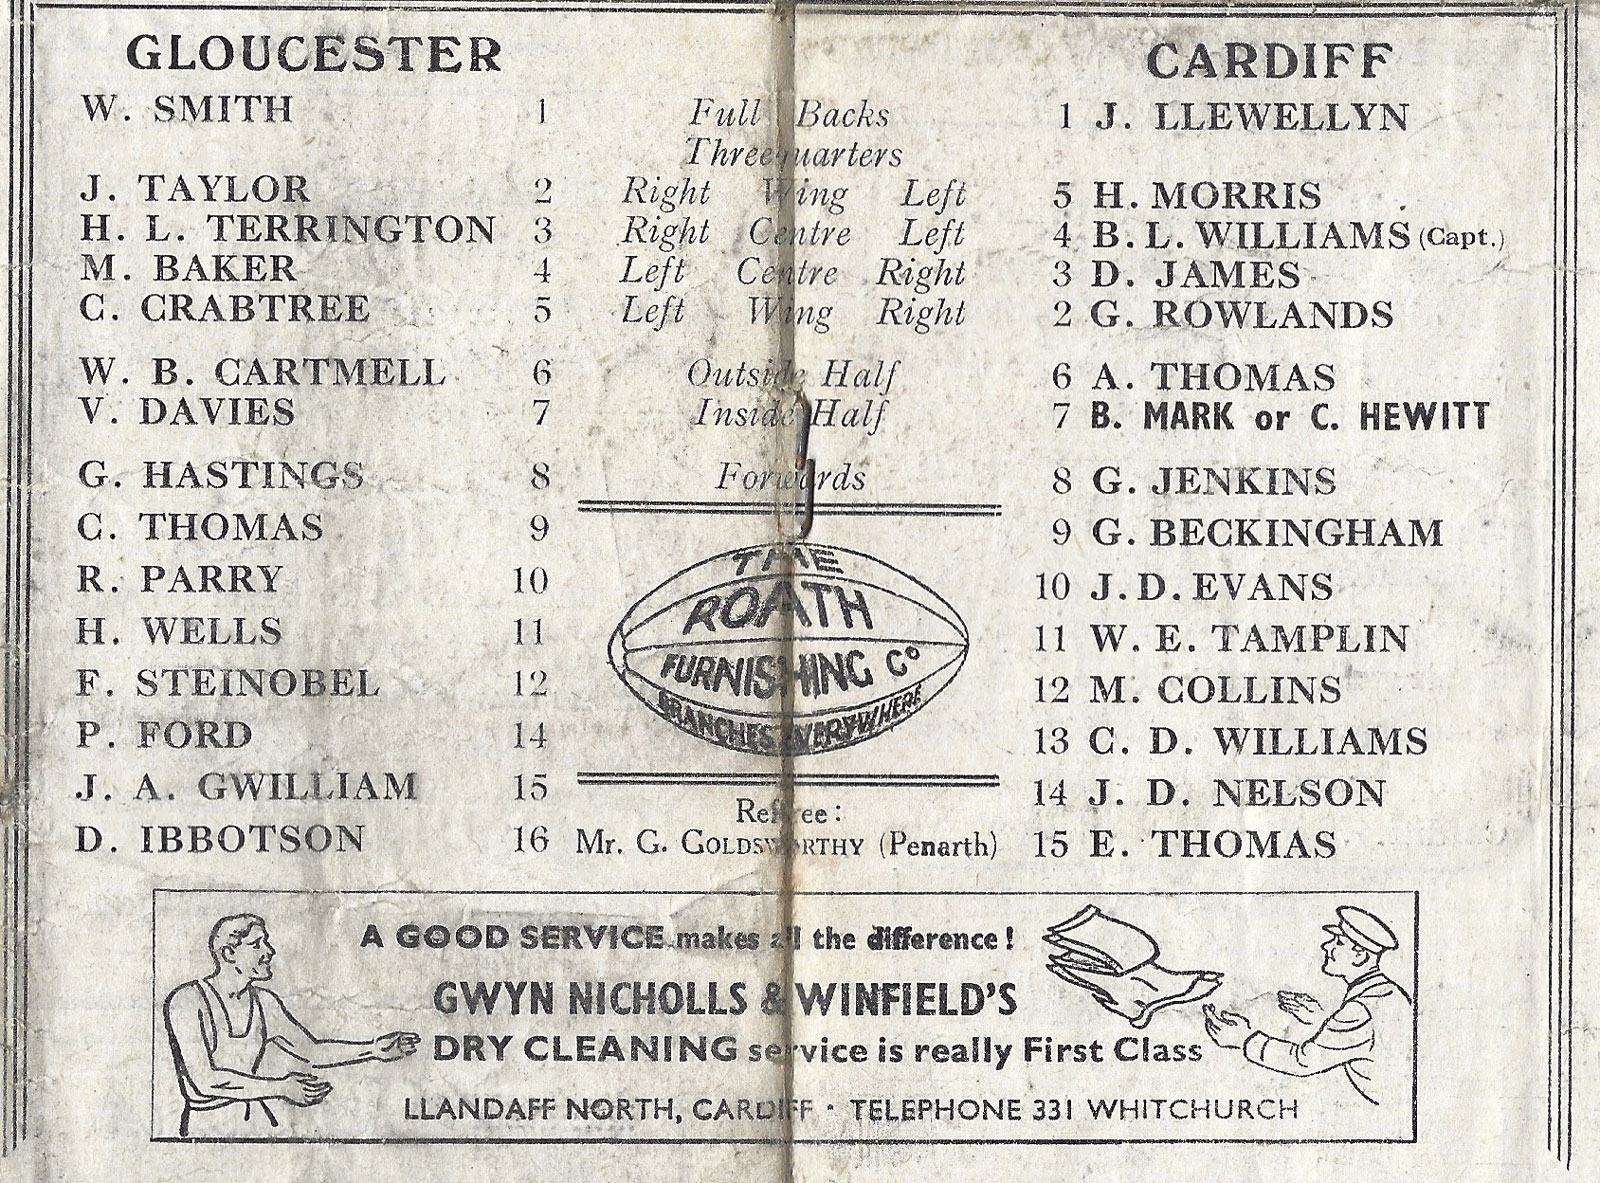 GLOUCESTER CARDIFF
W. SMITH 1 Full Backs 1 J. LLEWELLYN
Threequarters
J. TAYLOR 2 Right Wing Left 5 H. MORRIS
H. L. TERRINGTON 3 Right Centre Left 4 B. L. WILLIAMS (Capt.)
M. BAKER 4 Left Centre Right 3 D. JAMES
C. CRABTREE 5 Left Wing Right 2 G. ROWLANDS
W. B. CARTMELL 6 Outside Half 6 A. THOMAS
V. DAVIES 7 Inside Half 7 B. MARK or C. HEWITT
G. HASTINGS 8 Forwards 8 G. JENKINS
C. THOMAS 9 9 G. BECKINGHAM
R. PARRY 10 10 J. D. EVANS
H. WELLS 11 11 W. E. TAMPLIN
F. STEINOBEL 12 12 M. COLLINS
P. FORD 14 13 C. D. WILLIAMS
J. A. GWILLIAM 15 14 J. D. NELSON
D. IBBOTSON 16 15 E. THOMAS
THE
ROATH
FURNISHING Co
BRANCHES EVERYWHERE
Referee:
Mr. G. GOLDSWORTHY (Penarth)
A GOOD SERVICE makes all the difference!
GWYN NICHOLLS & WINFIELD'S
DRY CLEANING service is really First Class
LLANDAFF NORTH, CARDIFF · TELEPHONE 331 WHITCHURCH